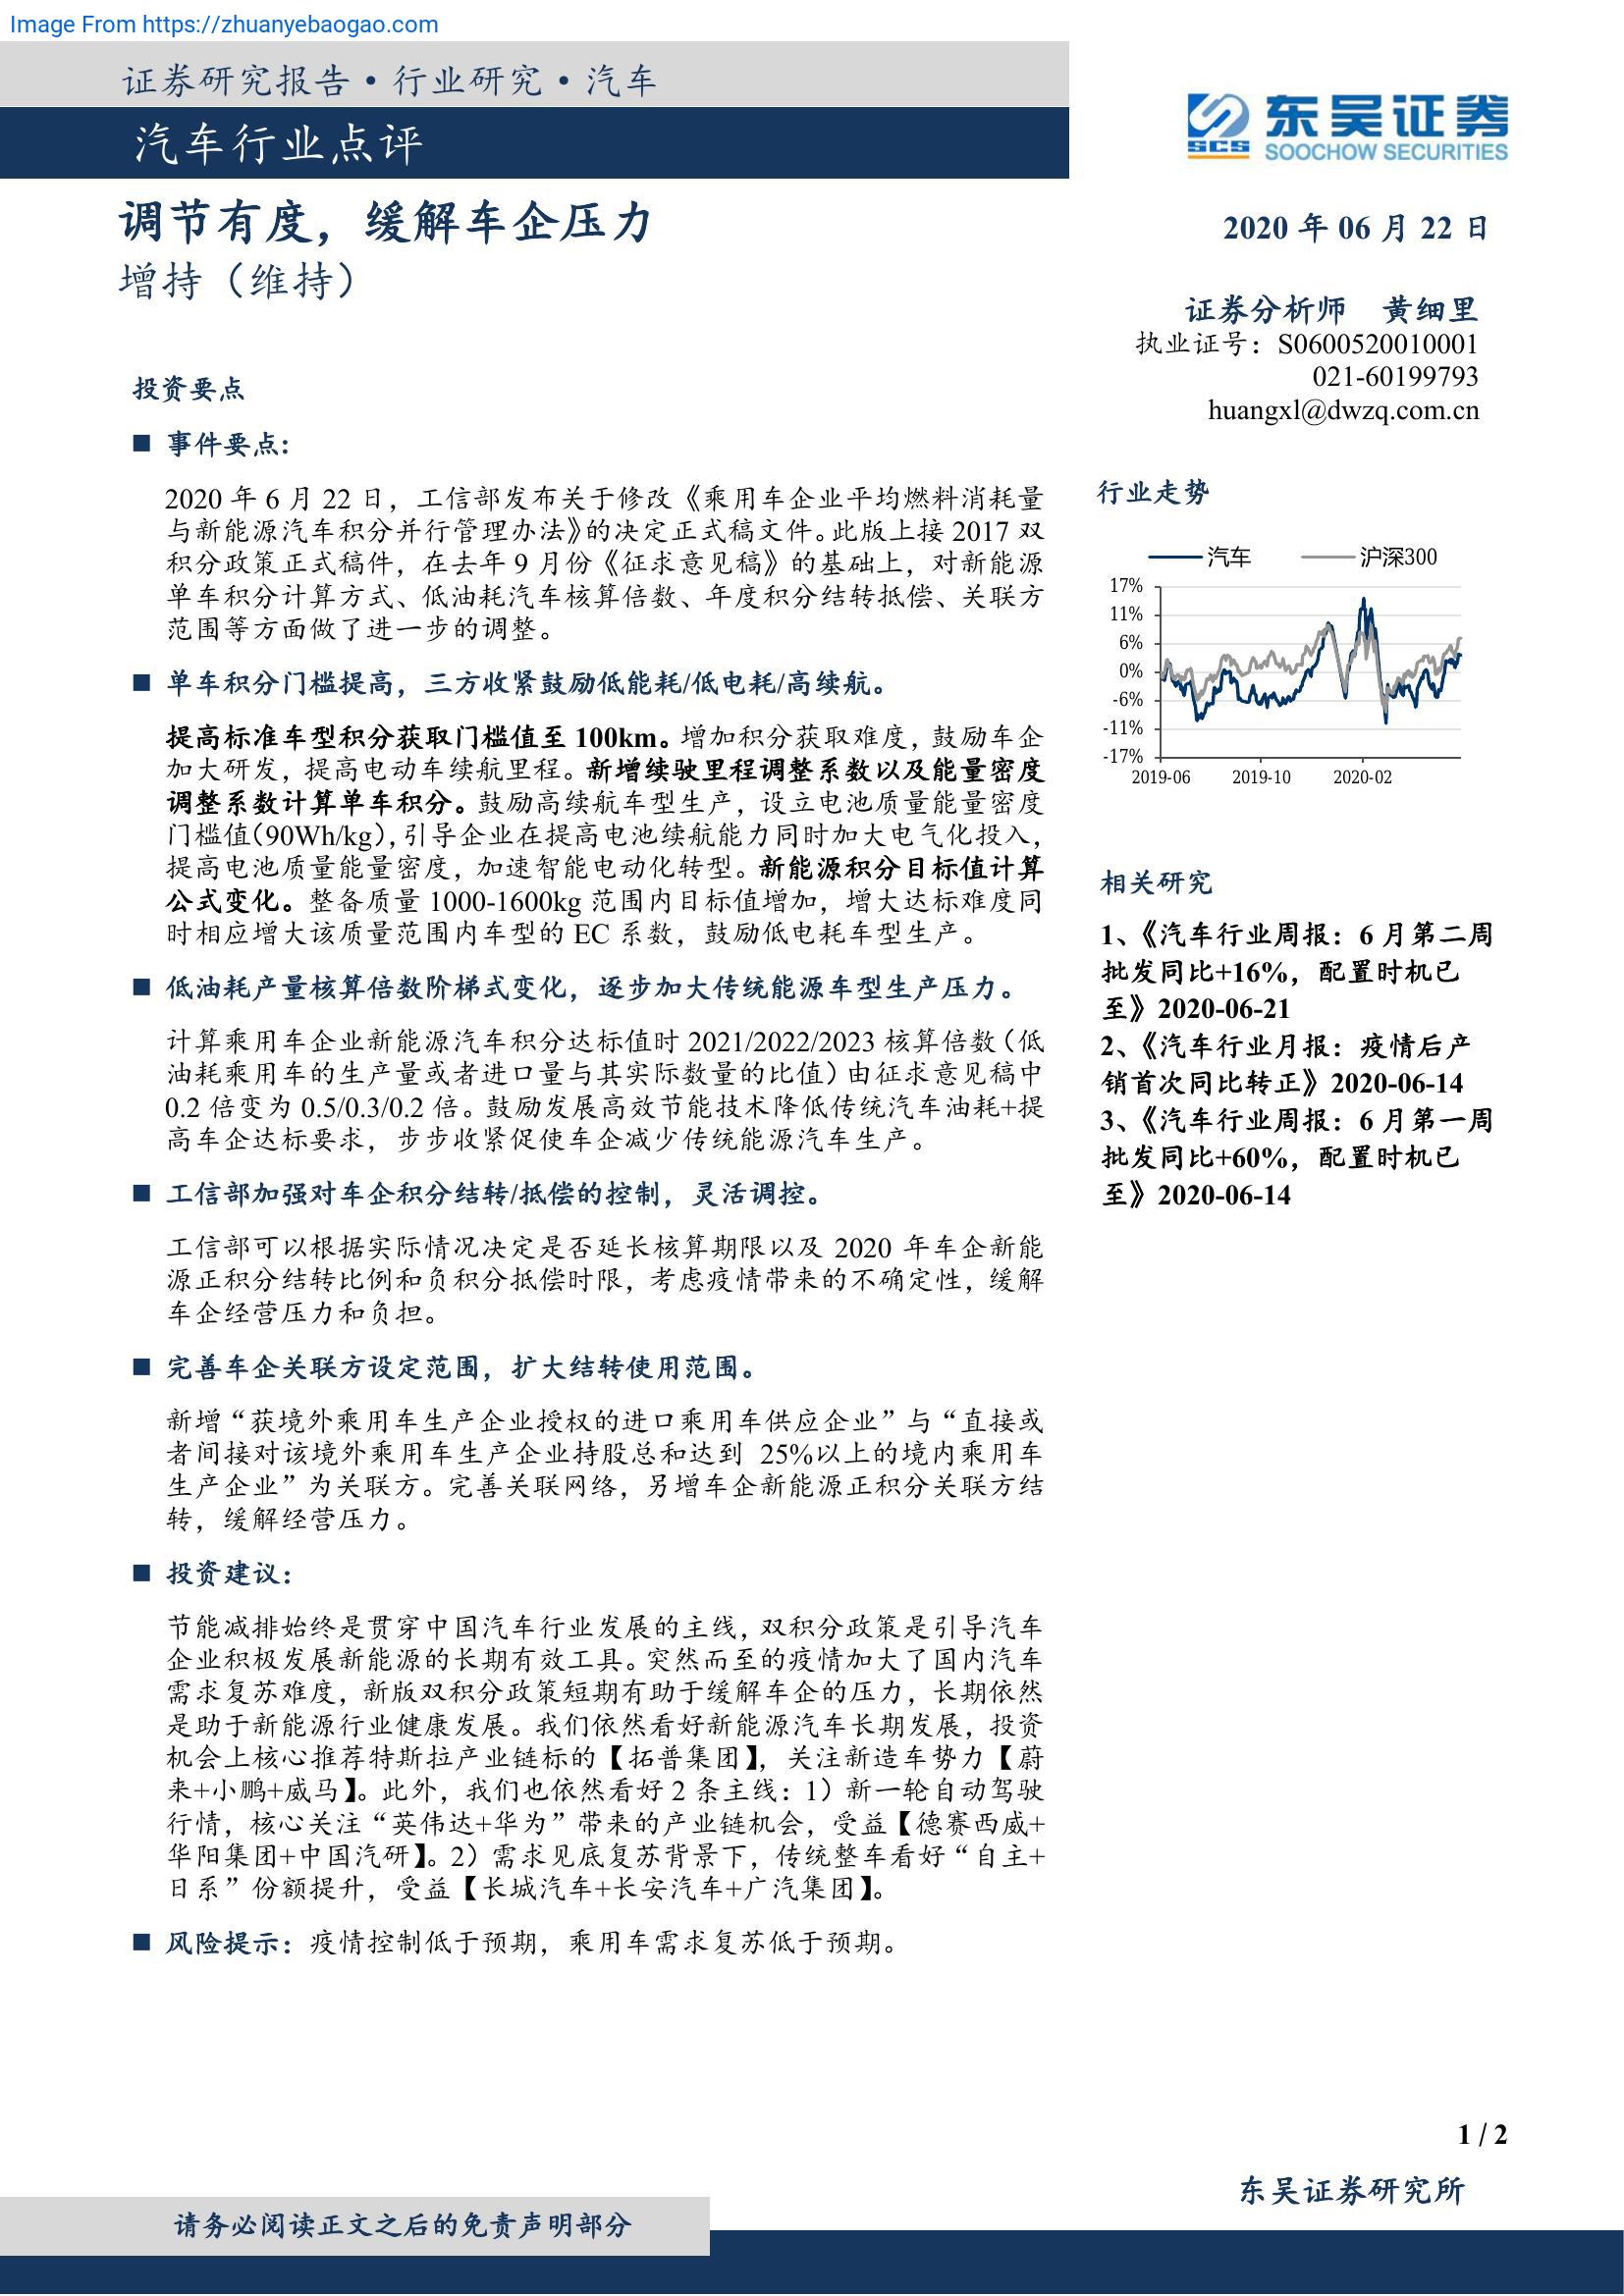 Image From https://zhuanyebaogao.com
证券研究报告·行业研究·汽车
汽车行业点评
东吴证券
SCS
SOOCHOW SECURITIES
调节有度，缓解车企压力
增持（维持）
2020 年 06 月 22 日
证券分析师 黄细里
执业证号：S0600520010001
021-60199793
huangxl@dwzq.com.cn
投资要点
■ 事件要点：
2020 年 6 月 22 日，工信部发布关于修改《乘用车企业平均燃料消耗量
与新能源汽车积分并行管理办法》的决定正式稿文件。此版上接 2017 双
积分政策正式稿件，在去年 9 月份《征求意见稿》的基础上，对新能源
单车积分计算方式、低油耗汽车核算倍数、年度积分结转抵偿、关联方
范围等方面做了进一步的调整。
■ 单车积分门槛提高，三方收紧鼓励低能耗/低电耗/高续航。
提高标准车型积分获取门槛值至 100km。增加积分获取难度，鼓励车企
加大研发，提高电动车续航里程。新增续驶里程调整系数以及能量密度
调整系数计算单车积分。鼓励高续航车型生产，设立电池质量能量密度
门槛值（90Wh/kg），引导企业在提高电池续航能力同时加大电气化投入，
提高电池质量能量密度，加速智能电动化转型。新能源积分目标值计算
公式变化。整备质量 1000-1600kg 范围内目标值增加，增大达标难度同
时相应增大该质量范围内车型的 EC 系数，鼓励低电耗车型生产。
■ 低油耗产量核算倍数阶梯式变化，逐步加大传统能源车型生产压力。
计算乘用车企业新能源汽车积分达标值时 2021/2022/2023 核算倍数（低
油耗乘用车的生产量或者进口量与其实际数量的比值）由征求意见稿中
0.2 倍变为 0.5/0.3/0.2 倍。鼓励发展高效节能技术降低传统汽车油耗+提
高车企达标要求，步步收紧促使车企减少传统能源汽车生产。
■ 工信部加强对车企积分结转/抵偿的控制，灵活调控。
工信部可以根据实际情况决定是否延长核算期限以及 2020 年车企新能
源正积分结转比例和负积分抵偿时限，考虑疫情带来的不确定性，缓解
车企经营压力和负担。
■ 完善车企关联方设定范围，扩大结转使用范围。
新增“获境外乘用车生产企业授权的进口乘用车供应企业”与“直接或
者间接对该境外乘用车生产企业持股总和达到 25%以上的境内乘用车
生产企业”为关联方。完善关联网络，另增车企新能源正积分关联方结
转，缓解经营压力。
■ 投资建议：
节能减排始终是贯穿中国汽车行业发展的主线，双积分政策是引导汽车
企业积极发展新能源的长期有效工具。突然而至的疫情加大了国内汽车
需求复苏难度，新版双积分政策短期有助于缓解车企的压力，长期依然
是助于新能源行业健康发展。我们依然看好新能源汽车长期发展，投资
机会上核心推荐特斯拉产业链标的【拓普集团】，关注新造车势力【蔚
来+小鹏+威马】。此外，我们也依然看好 2 条主线：1）新一轮自动驾驶
行情，核心关注“英伟达+华为”带来的产业链机会，受益【德赛西威+
华阳集团+中国汽研】。2）需求见底复苏背景下，传统整车看好“自主+
日系”份额提升，受益【长城汽车+长安汽车+广汽集团】。
■ 风险提示：疫情控制低于预期，乘用车需求复苏低于预期。
行业走势
汽车 沪深300
17%
11%
6%
0%
-6%
-11%
-17%
2019-06 2019-10 2020-02
相关研究
1、《汽车行业周报：6 月第二周
批发同比+16%，配置时机已
至》2020-06-21
2、《汽车行业月报：疫情后产
销首次同比转正》2020-06-14
3、《汽车行业周报：6 月第一周
批发同比+60%，配置时机已
至》2020-06-14
1 / 2
东吴证券研究所
请务必阅读正文之后的免责声明部分